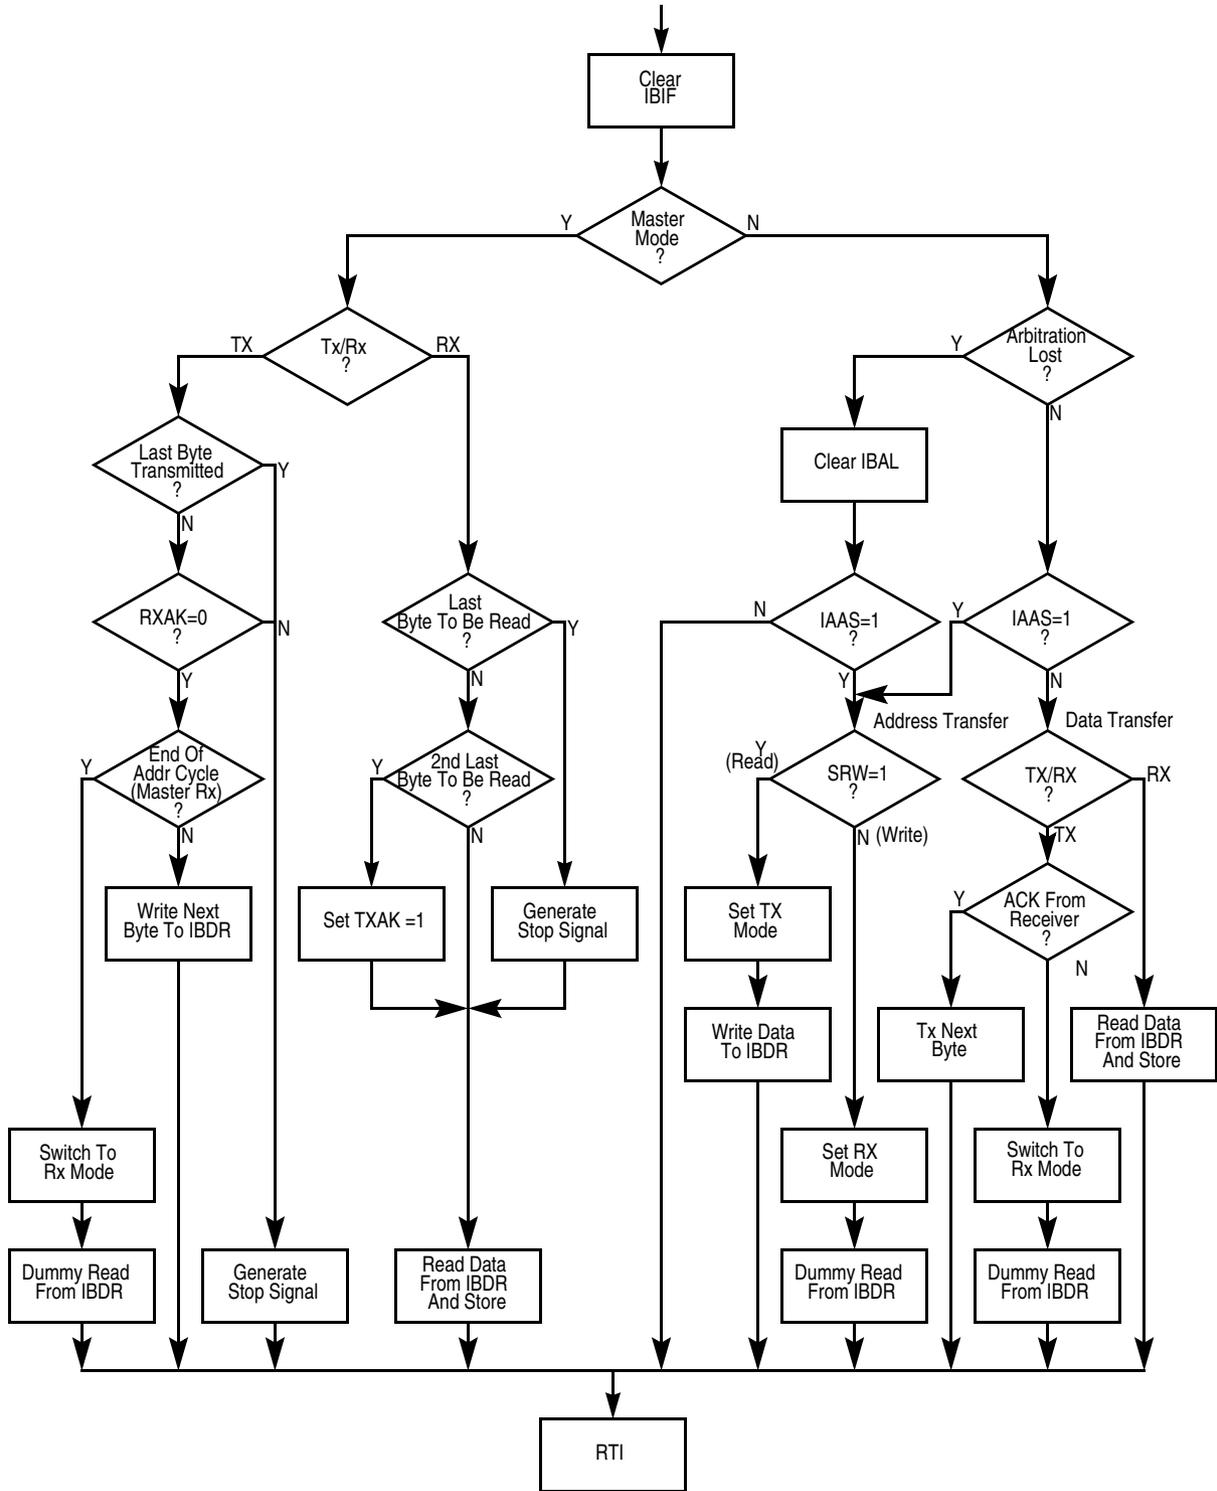 Clear
IBIF
Master
Mode
?
Y
N
Tx/Rx
?
TX
RX
Arbitration
Lost
?
Y
N
Last Byte
Transmitted
?
Y
N
Clear IBAL
RXAK=0
?
N
Y
Last
Byte To Be Read
?
Y
N
IAAS=1
?
N
Y
IAAS=1
?
Y
N
Address Transfer
Data Transfer
End Of
Addr Cycle
(Master Rx)
?
Y
N
2nd Last
Byte To Be Read
?
Y
N
Y
(Read)
SRW=1
?
N (Write)
TX/RX
?
RX
TX
Write Next
Byte To IBDR
Set TXAK =1
Generate
Stop Signal
Set TX
Mode
ACK From
Receiver
?
Y
N
Write Data
To IBDR
Tx Next
Byte
Read Data
From IBDR
And Store
Switch To
Rx Mode
Set RX
Mode
Switch To
Rx Mode
Dummy Read
From IBDR
Generate
Stop Signal
Read Data
From IBDR
And Store
Dummy Read
From IBDR
Dummy Read
From IBDR
RTI